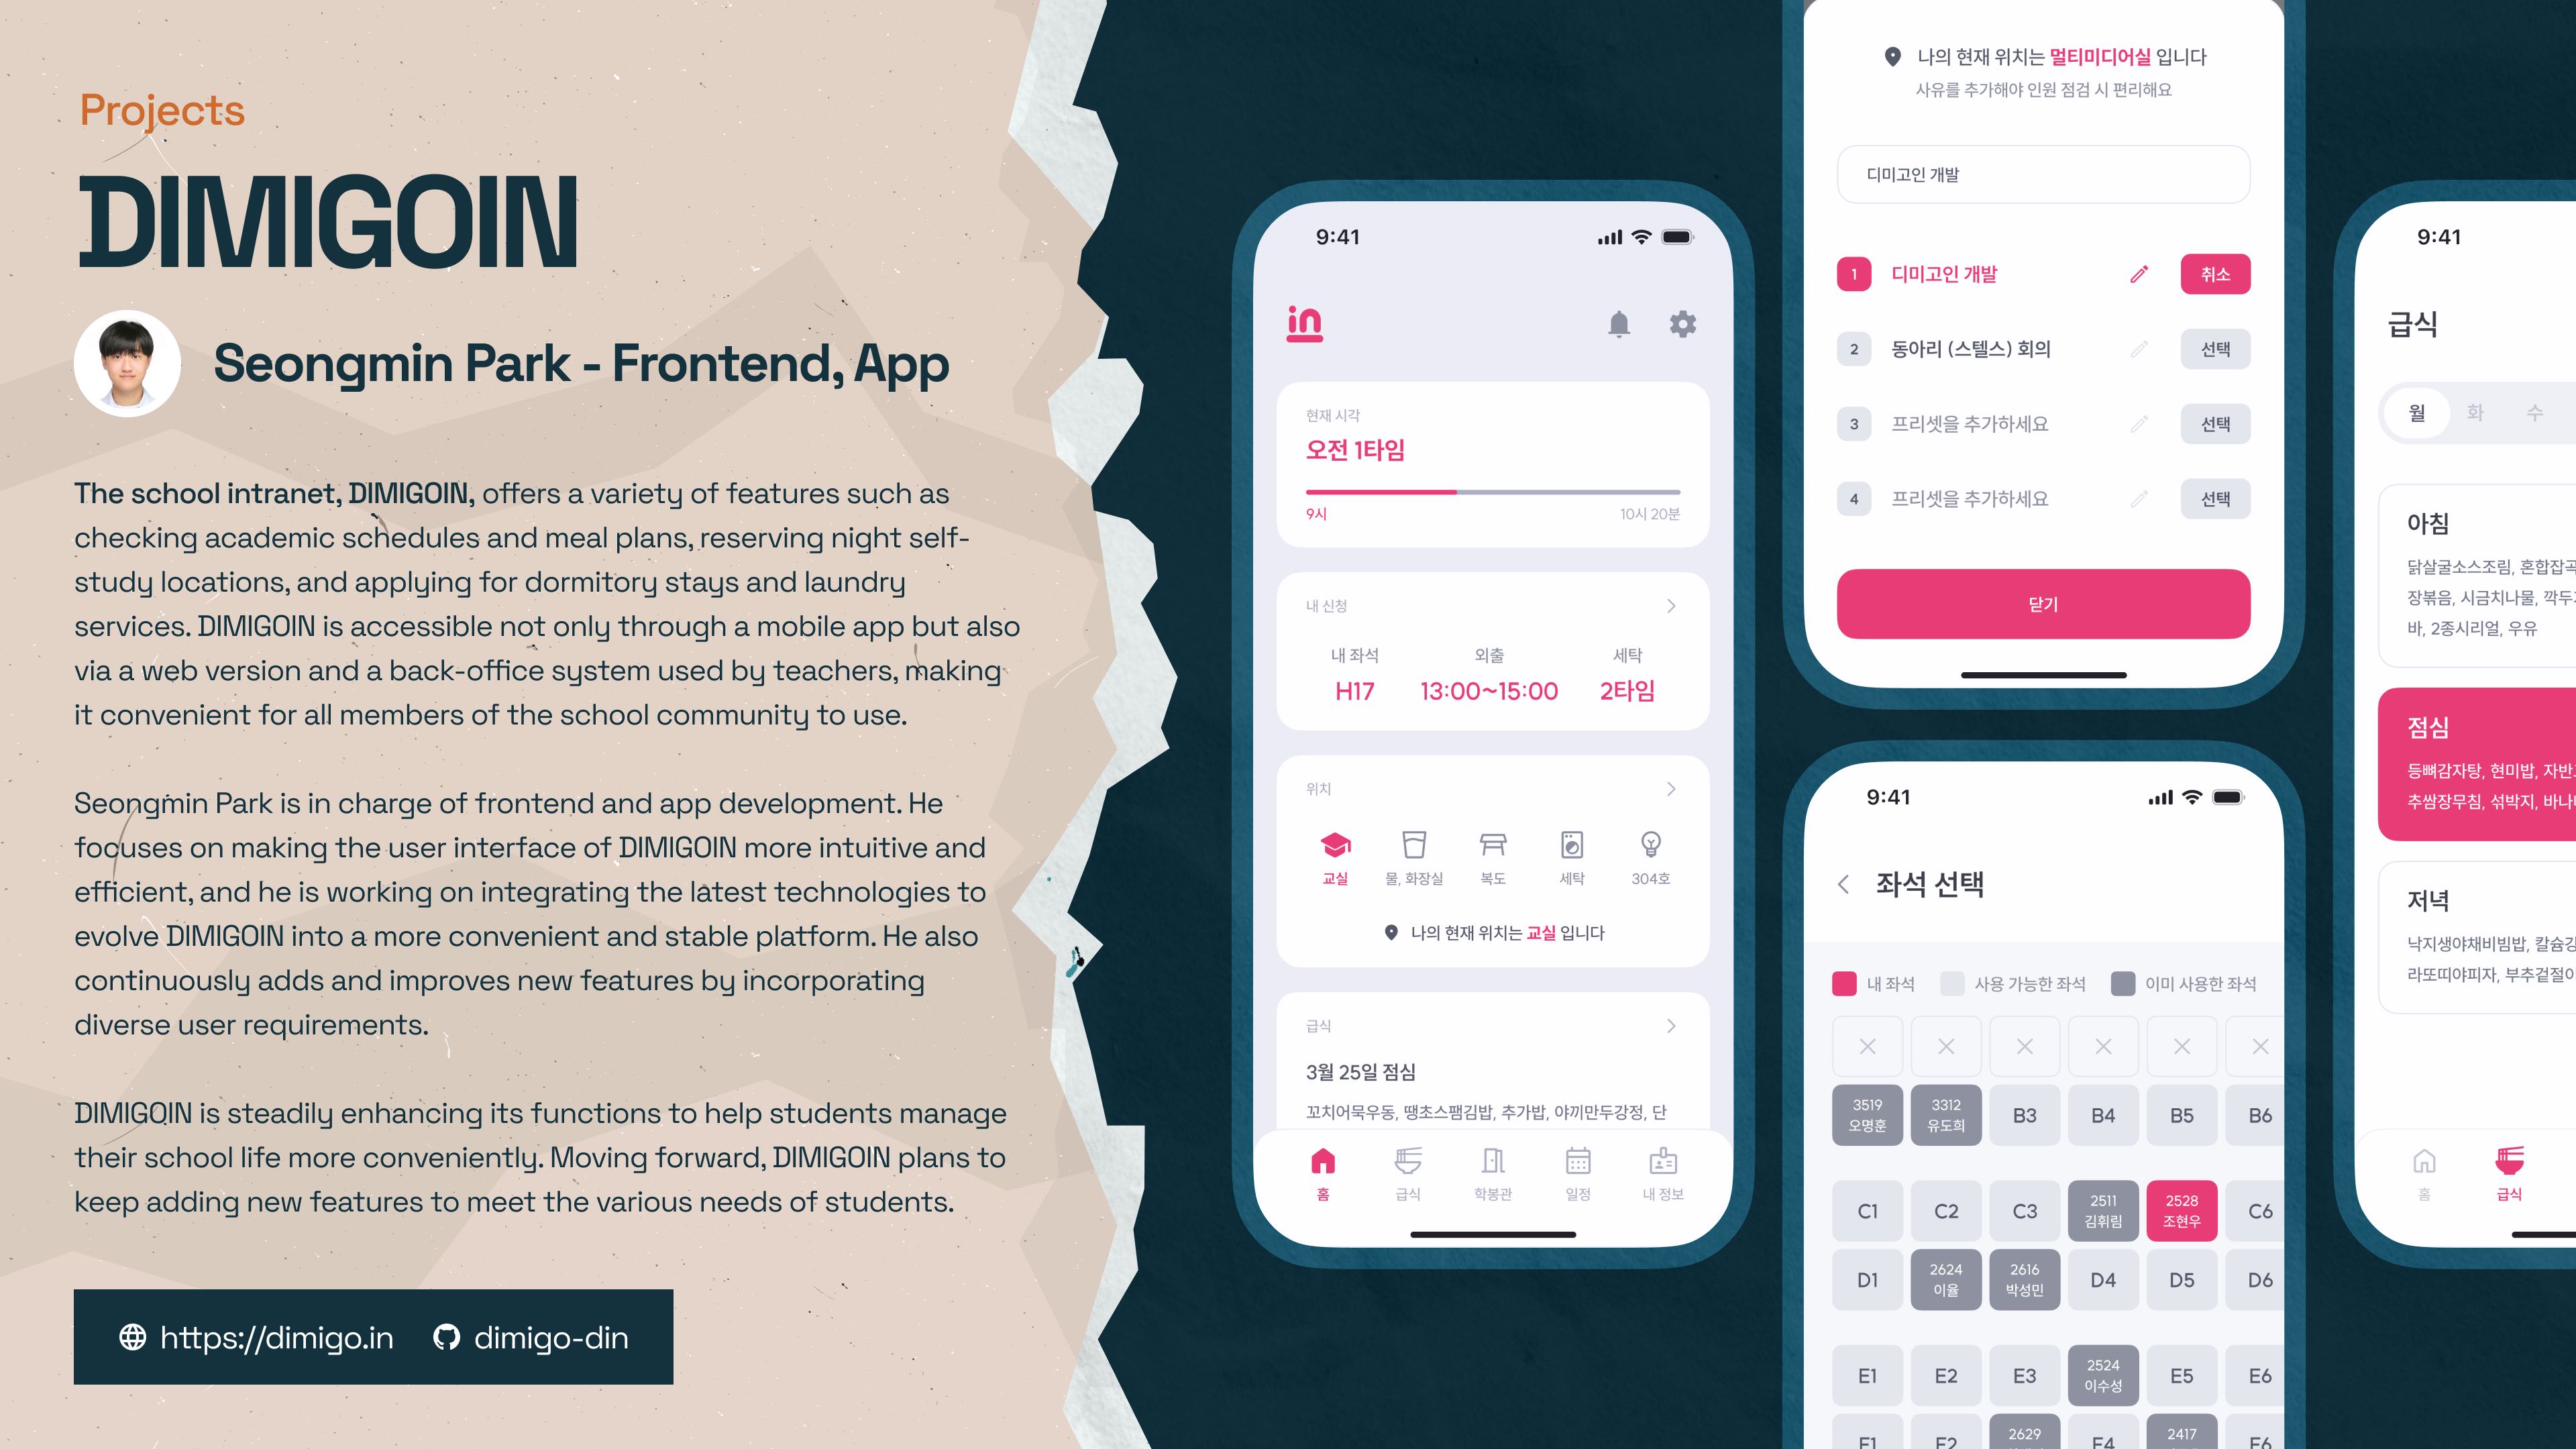 Projects
DIMIGOIN
Seongmin Park - Frontend, App
The school intranet, DIMIGOIN, offers a variety of features such as
checking academic schedules and meal plans, reserving night self-
study locations, and applying for dormitory stays and laundry
services. DIMIGOIN is accessible not only through a mobile app but also
via a web version and a back-office system used by teachers, making
it convenient for all members of the school community to use.
Seongmin Park is in charge of frontend and app development. He
focuses on making the user interface of DIMIGOIN more intuitive and
efficient, and he is working on integrating the latest technologies to
evolve DIMIGOIN into a more convenient and stable platform. He also
continuously adds and improves new features by incorporating
diverse user requirements.
DIMIGOIN is steadily enhancing its functions to help students manage
their school life more conveniently. Moving forward, DIMIGOIN plans to
keep adding new features to meet the various needs of students.
https://dimigo.in dimigo-din
9:41
in
현재 시각
오전 1타임
9시 10시 20분
내 신청
내 좌석 외출 세탁
H17 13:00~15:00 2타임
위치
교실 물, 화장실 복도 세탁 304호
나의 현재 위치는 교실 입니다
급식
3월 25일 점심
꼬치어묵우동, 땡초스팸김밥, 추가밥, 야끼만두강정, 단
홈 급식 학봉관 일정 내 정보
나의 현재 위치는 멀티미디어실 입니다
사유를 추가해야 인원 점검 시 편리해요
디미고인 개발
1 디미고인 개발 취소
2 동아리 (스텔스) 회의 선택
3 프리셋을 추가하세요 선택
4 프리셋을 추가하세요 선택
닫기
9:41
좌석 선택
내 좌석 사용 가능한 좌석 이미 사용한 좌석
3519 3312 B3 B4 B5 B6
오명훈 유도희
C1 C2 C3 2511 2528 C6
김휘림 조현우
D1 2624 2616 D4 D5 D6
이율 박성민
E1 E2 E3 2524 E5 E6
이수성
F1 F2 2629 F4 2417 F6
9:41
급식
월 화 수
아침
닭살굴소스조림, 혼합잡곡
장볶음, 시금치나물, 깍두
바, 2종시리얼, 우유
점심
등뼈감자탕, 현미밥, 자반
추쌈장무침, 섞박지, 바나
저녁
낙지생야채비빔밥, 칼슘강
라또띠야피자, 부추겉절이
홈 급식